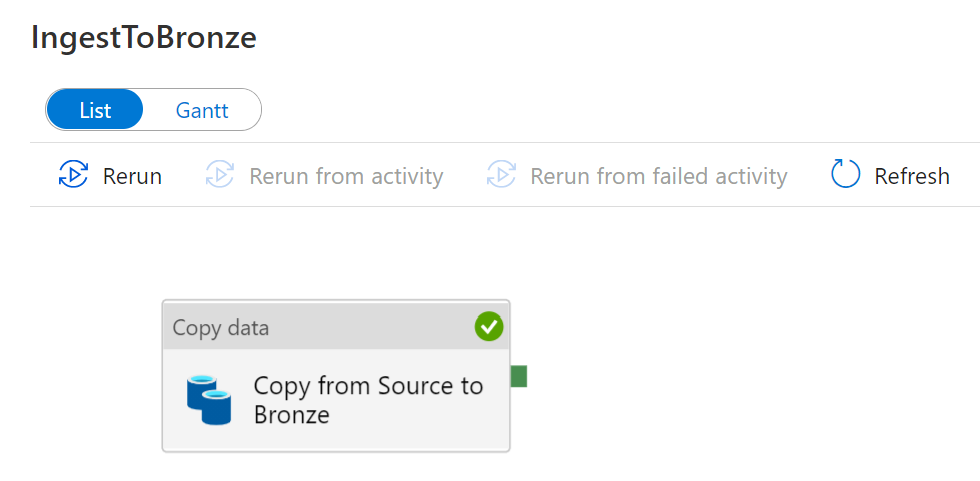 IngestToBronze
List Gantt
Rerun Rerun from activity Rerun from failed activity Refresh
Copy data
Copy from Source to
Bronze